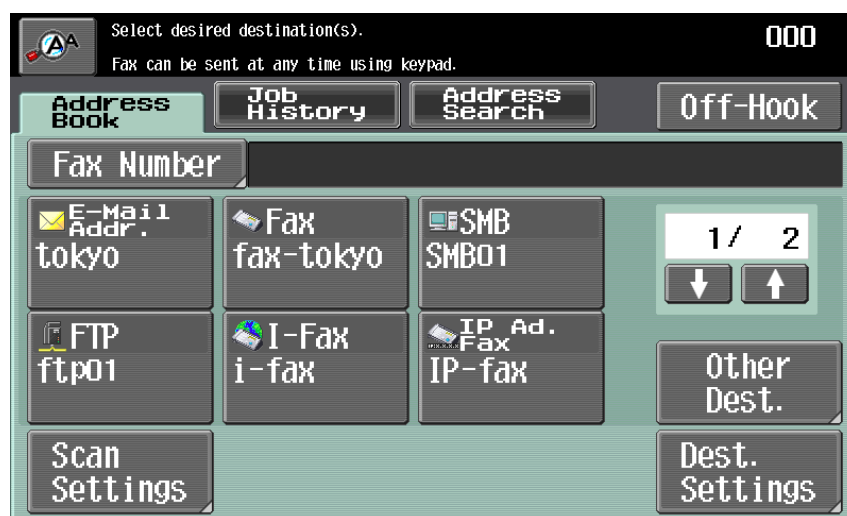 AA
Select desired destination(s).
000
Fax can be sent at any time using keypad.
Address
Book
Job
History
Address
Search
Off-Hook
Fax Number
E-Mail
Addr.
tokyo
Fax
fax-tokyo
SMB
SMB01
1/ 2
FTP
ftp01
I-Fax
i-fax
IP Ad.
Fax
IP-fax
Other
Dest.
Scan
Settings
Dest.
Settings